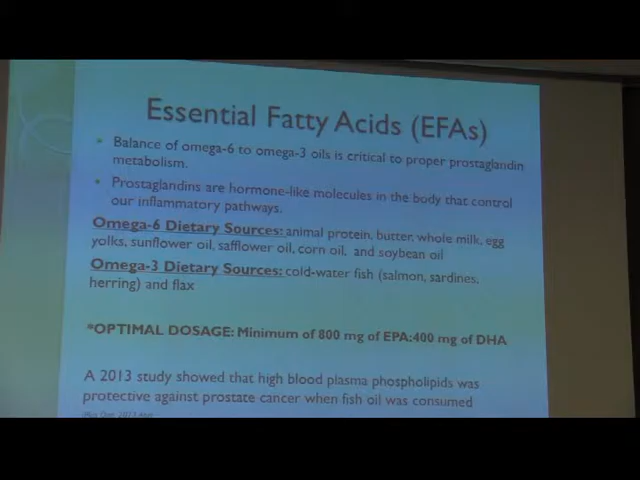 Essential Fatty Acids (EFAs)
• Balance of omega-6 to omega-3 oils is critical to proper prostaglandin
metabolism.
• Prostaglandins are hormone-like molecules in the body that control
our inflammatory pathways.
Omega-6 Dietary Sources: animal protein, butter, whole milk, egg
yolks, sunflower oil, safflower oil, corn oil, and soybean oil
Omega-3 Dietary Sources: cold-water fish (salmon, sardines,
herring) and flax
*OPTIMAL DOSAGE: Minimum of 800 mg of EPA:400 mg of DHA
A 2013 study showed that high blood plasma phospholipids was
protective against prostate cancer when fish oil was consumed